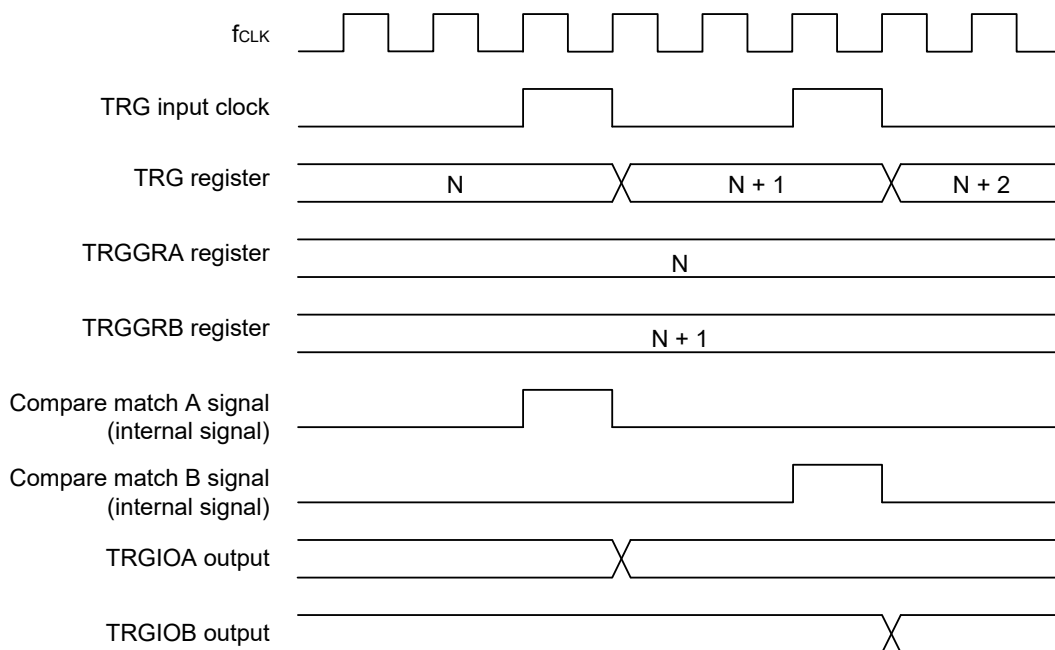 fCLK
TRG input clock
TRG register
N
N + 1
N + 2
TRGGRA register
N
TRGGRB register
N + 1
Compare match A signal
(internal signal)
Compare match B signal
(internal signal)
TRGIOA output
TRGIOB output